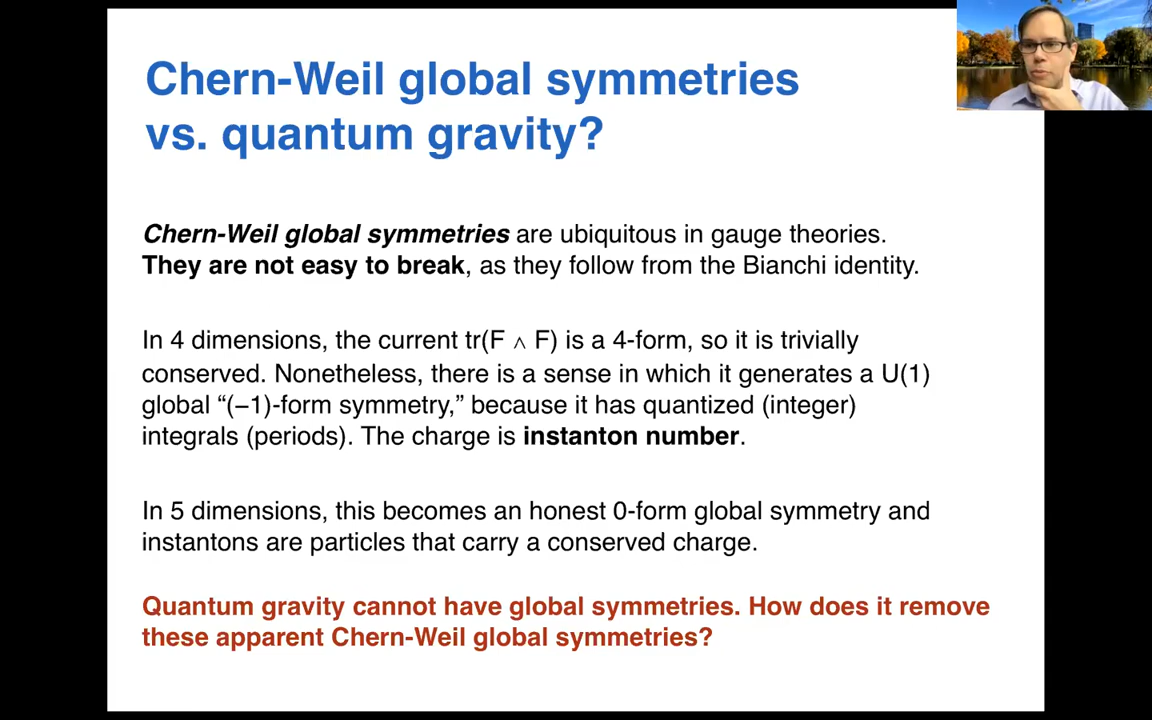 Chern-Weil global symmetries
vs. quantum gravity?
Chern-Weil global symmetries are ubiquitous in gauge theories.
They are not easy to break, as they follow from the Bianchi identity.
In 4 dimensions, the current tr(F ∧ F) is a 4-form, so it is trivially
conserved. Nonetheless, there is a sense in which it generates a U(1)
global “(−1)-form symmetry,” because it has quantized (integer)
integrals (periods). The charge is instanton number.
In 5 dimensions, this becomes an honest 0-form global symmetry and
instantons are particles that carry a conserved charge.
Quantum gravity cannot have global symmetries. How does it remove
these apparent Chern-Weil global symmetries?